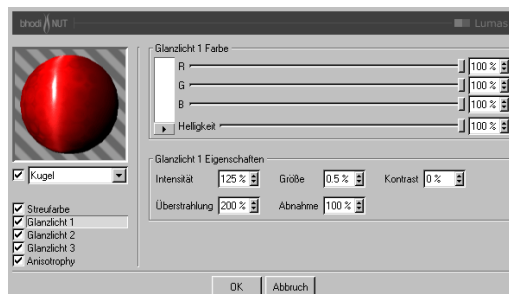 bhodi NUT
Lumas
Glanzlicht 1 Farbe
R 100 %
G 100 %
B 100 %
Helligkeit 100 %
Kugel
Glanzlicht 1 Eigenschaften
Intensität 125 % Größe 0.5 % Kontrast 0 %
Überstrahlung 200 % Abnahme 100 %
Streufarbe
Glanzlicht 1
Glanzlicht 2
Glanzlicht 3
Anisotrophy
OK Abbruch